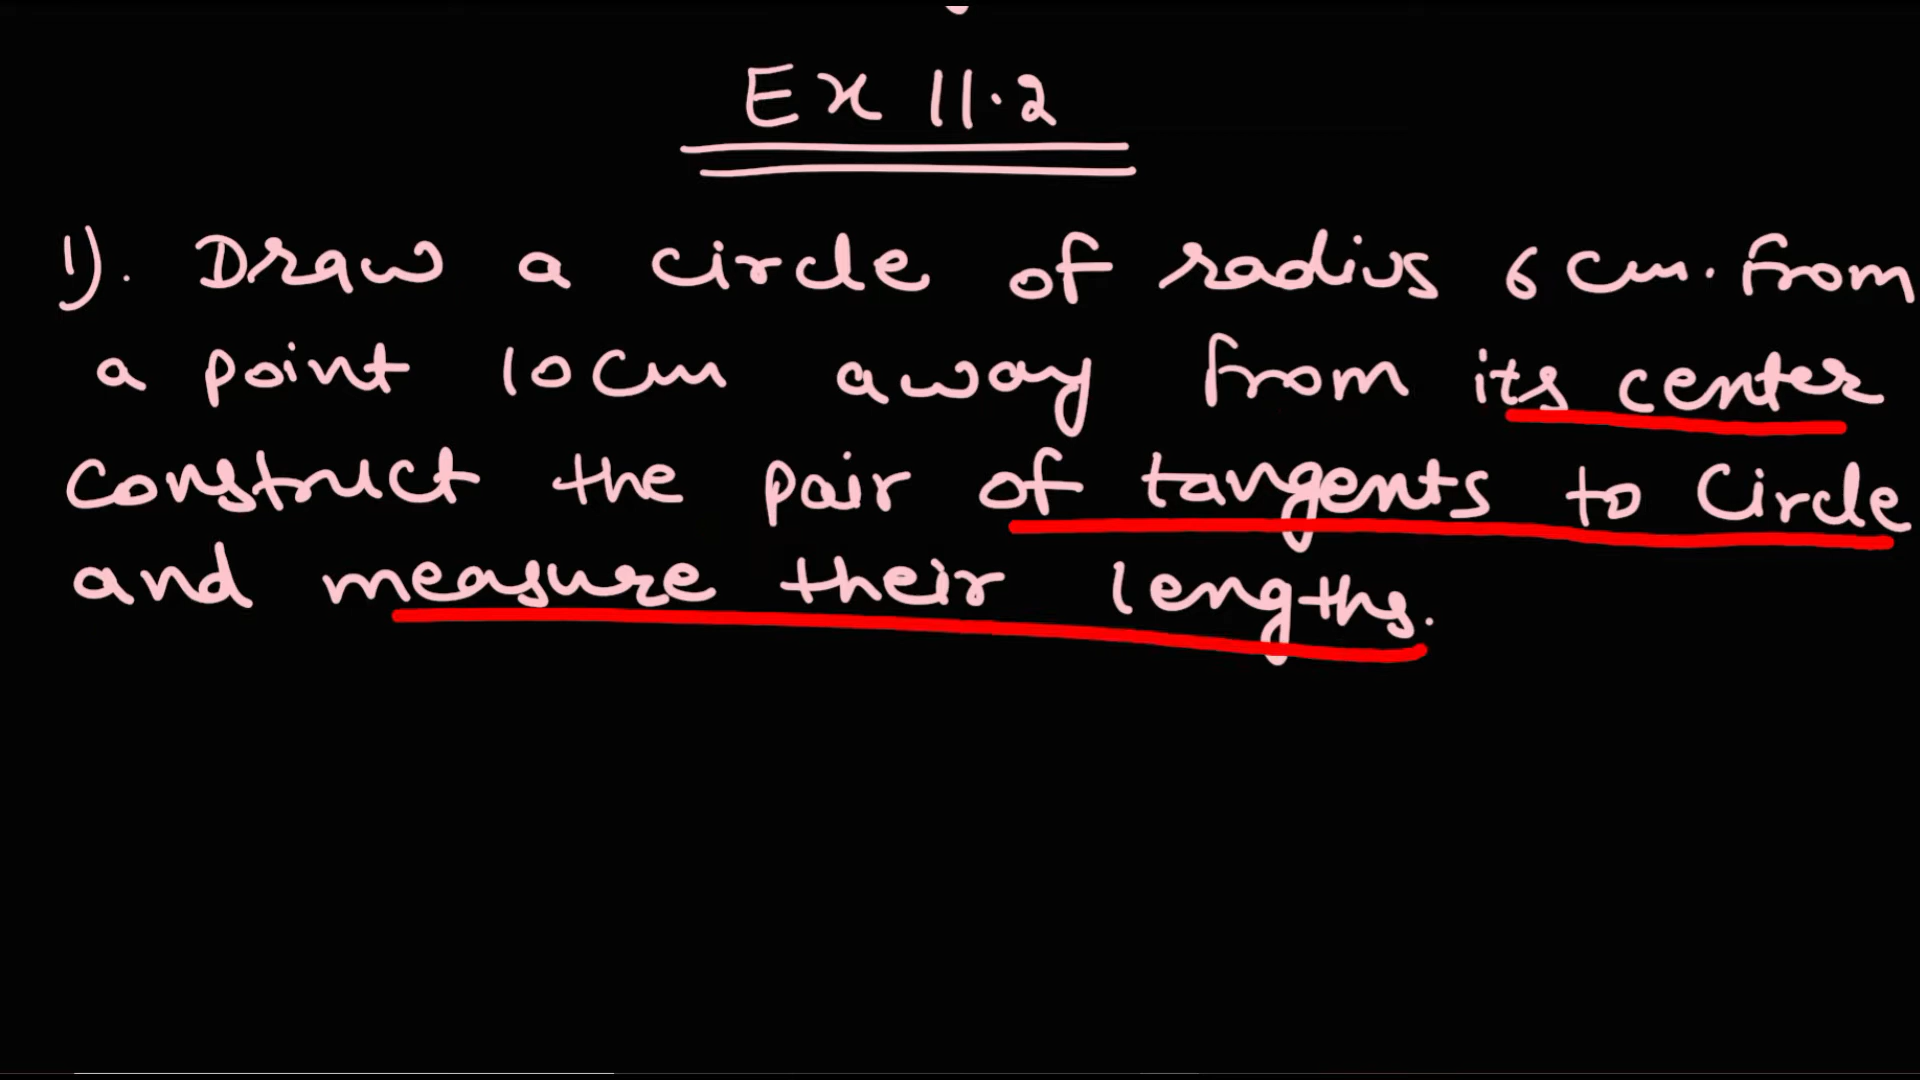 Ex 11.2
1). Draw a circle of radius 6 cm. From
a point 10 cm away from its center
construct the pair of tangents to Circle
and measure their lengths.